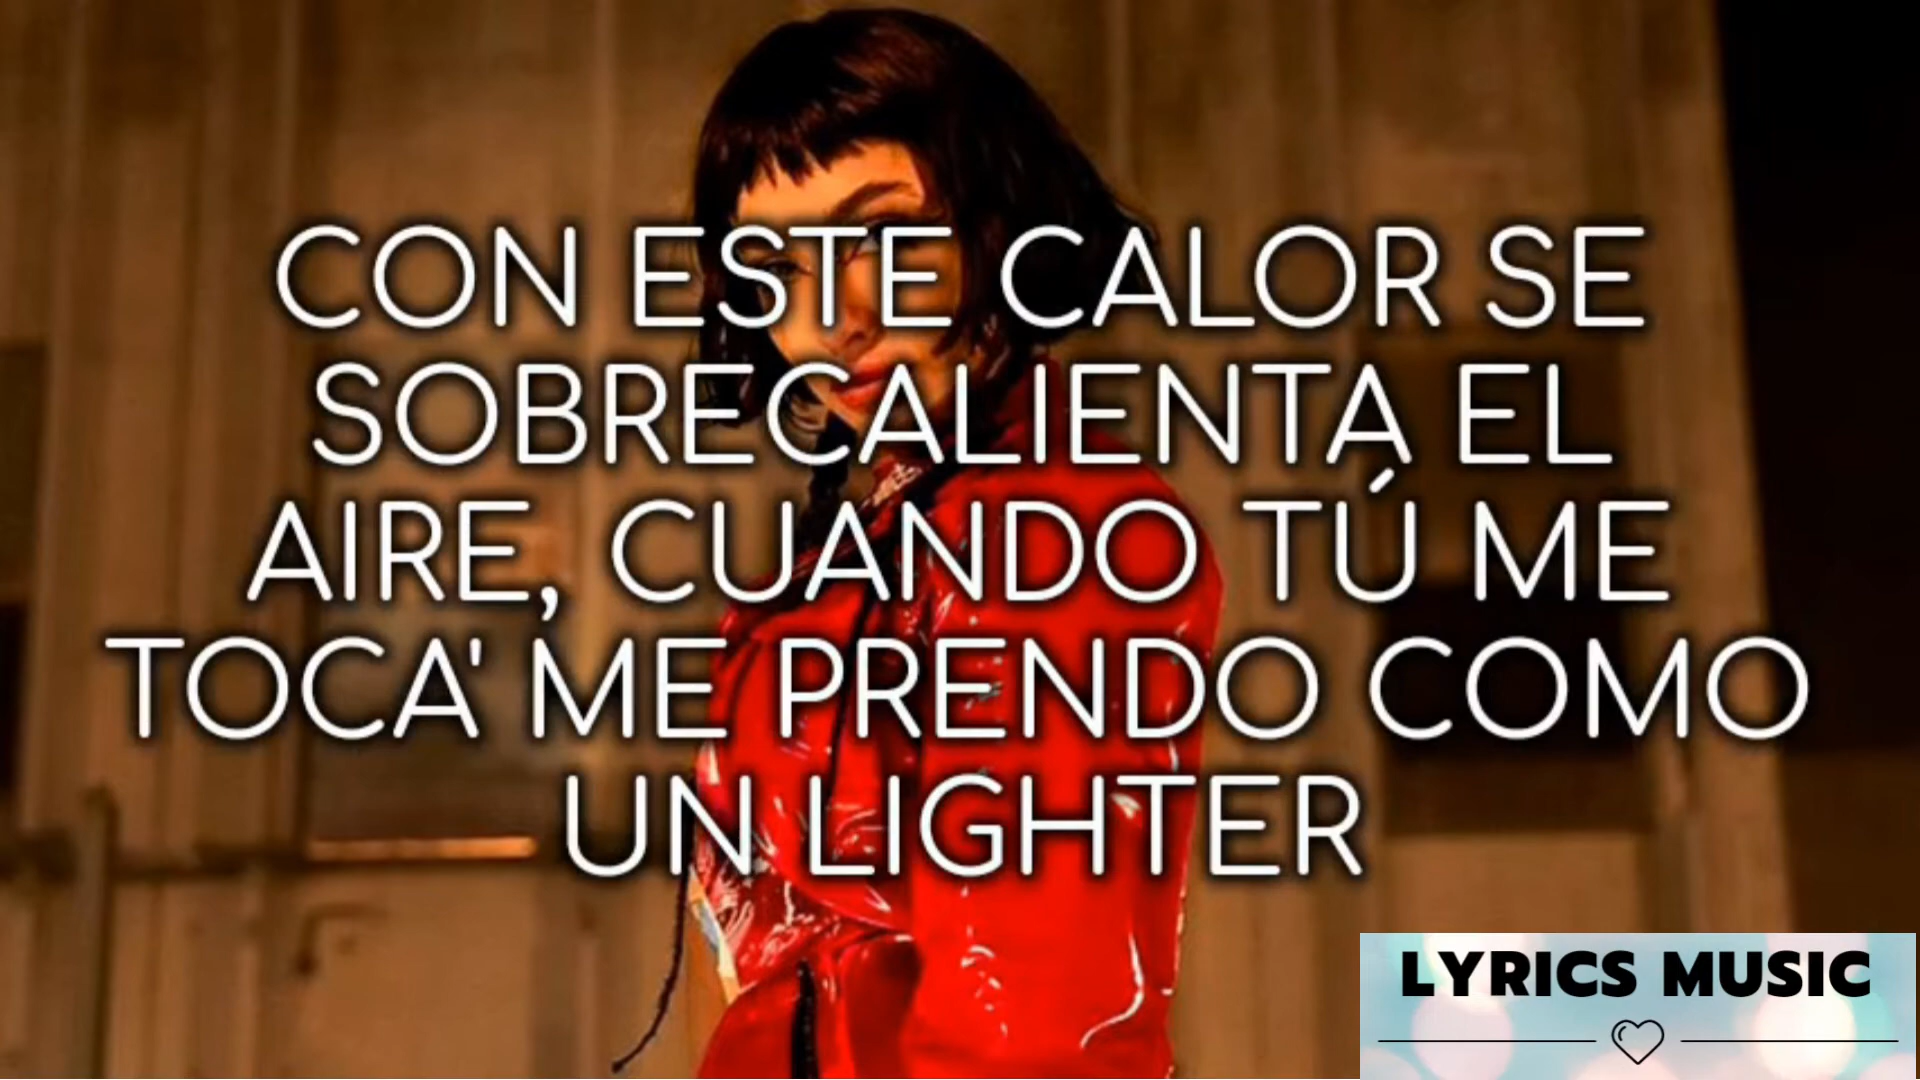 CON ESTE CALOR SE
SOBRECALIENTA EL
AIRE, CUANDO TÚ ME
TOCA' ME PRENDO COMO
UN LIGHTER
LYRICS MUSIC